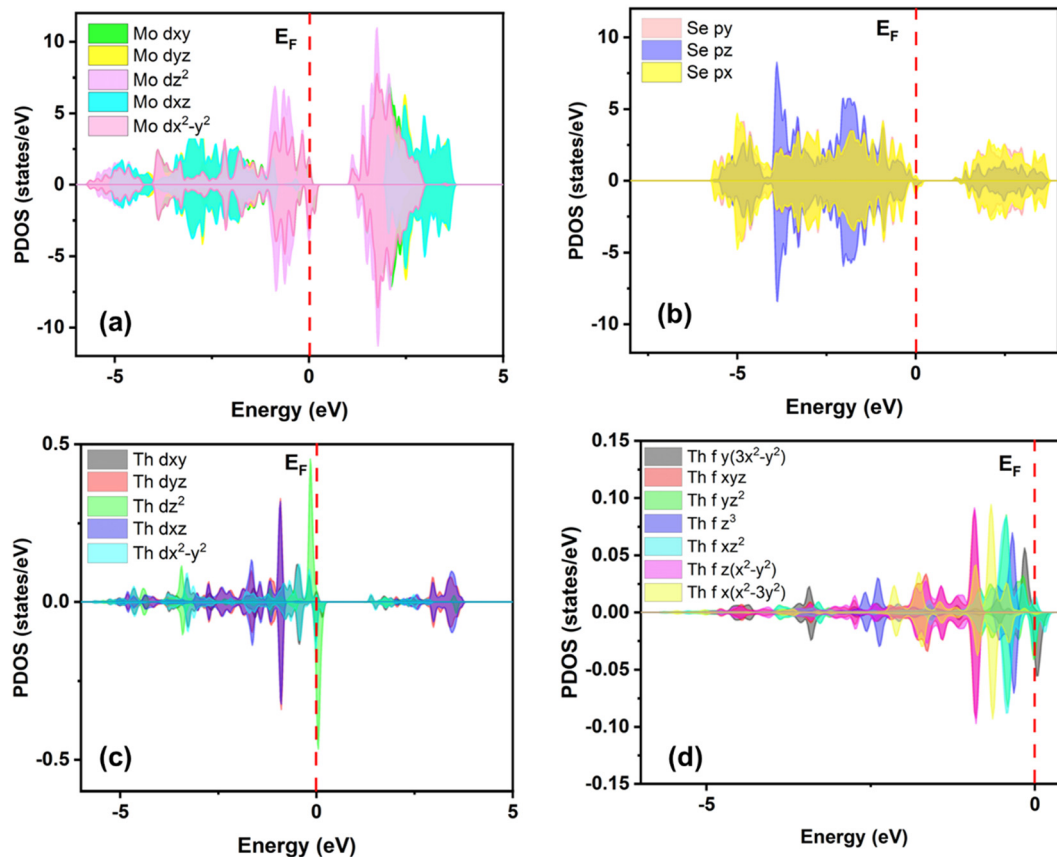 Mo dxy
Mo dyz
Mo dz²
Mo dxz
Mo dx²-y²
E_F
10
5
0
-5
-10
PDOS (states/eV)
(a)
-5
0
5
Energy (eV)
Se py
Se pz
Se px
E_F
10
5
0
-5
-10
PDOS (states/eV)
(b)
-5
0
Energy (eV)
Th dxy
Th dyz
Th dz²
Th dxz
Th dx²-y²
E_F
0.5
0.0
-0.5
PDOS (states/eV)
(c)
-5
0
5
Energy (eV)
Th f y(3x²-y²)
Th f xyz
Th f yz²
Th f z³
Th f xz²
Th f z(x²-y²)
Th f x(x²-3y²)
E_F
0.15
0.10
0.05
0.00
-0.05
-0.10
-0.15
PDOS (states/eV)
(d)
-5
0
Energy (eV)